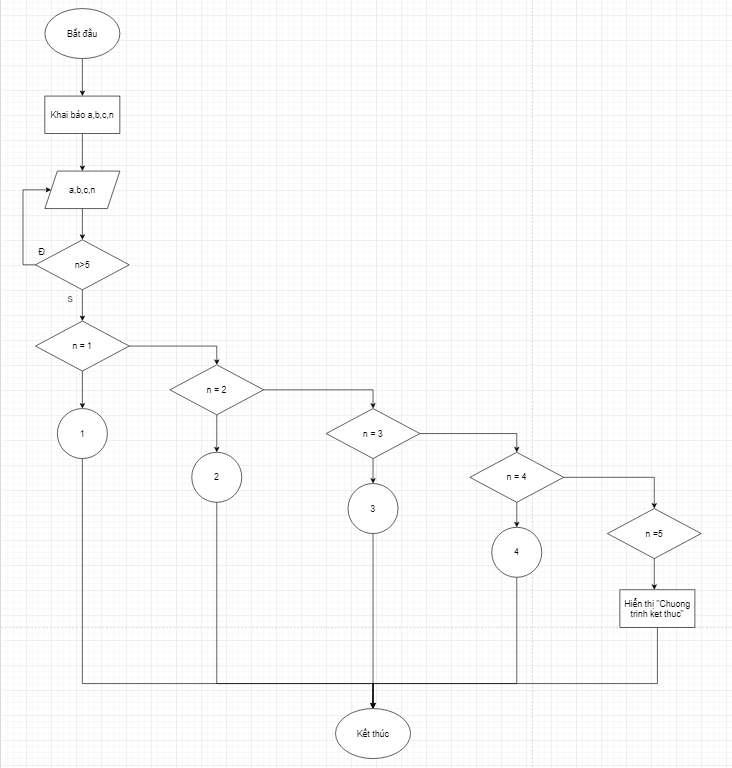 Bắt đầu
Khai báo a,b,c,n
a,b,c,n
Đ
n>5
S
n = 1
n = 2
n = 3
n = 4
n =5
1
2
3
4
Hiển thị "Chuong
trinh ket thuc"
Kết thúc